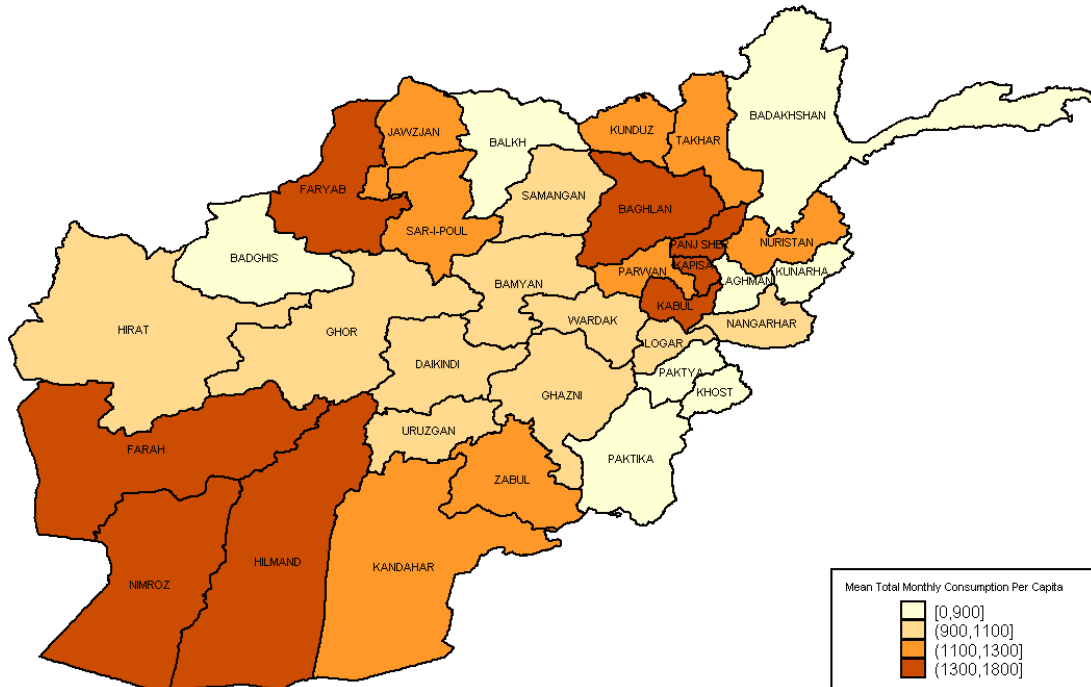 BADAKHSHAN
JAWZJAN
KUNDUZ
TAKHAR
BALKH
FARYAB
SAMANGAN
BAGHLAN
SAR-I-POUL
NURISTAN
PANJ SHER
BADGHIS
KAPISA
PARWAN
KUNARHA
LAGHMAN
BAMYAN
KABUL
HIRAT
GHOR
WARDAK
NANGARHAR
LOGAR
DAIKINDI
PAKTYA
GHAZNI
KHOST
URUZGAN
FARAH
PAKTIKA
ZABUL
HILMAND
KANDAHAR
NIMROZ
Mean Total Monthly Consumption Per Capita
[0,900]
(900,1100]
(1100,1300]
(1300,1800]